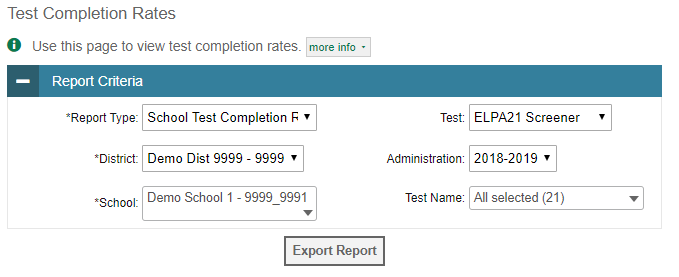 Test Completion Rates
Use this page to view test completion rates. more info
Report Criteria
*Report Type: School Test Completion R Test: ELPA21 Screener
*District: Demo Dist 9999 - 9999 Administration: 2018-2019
*School: Demo School 1 - 9999_9991 Test Name: All selected (21)
Export Report